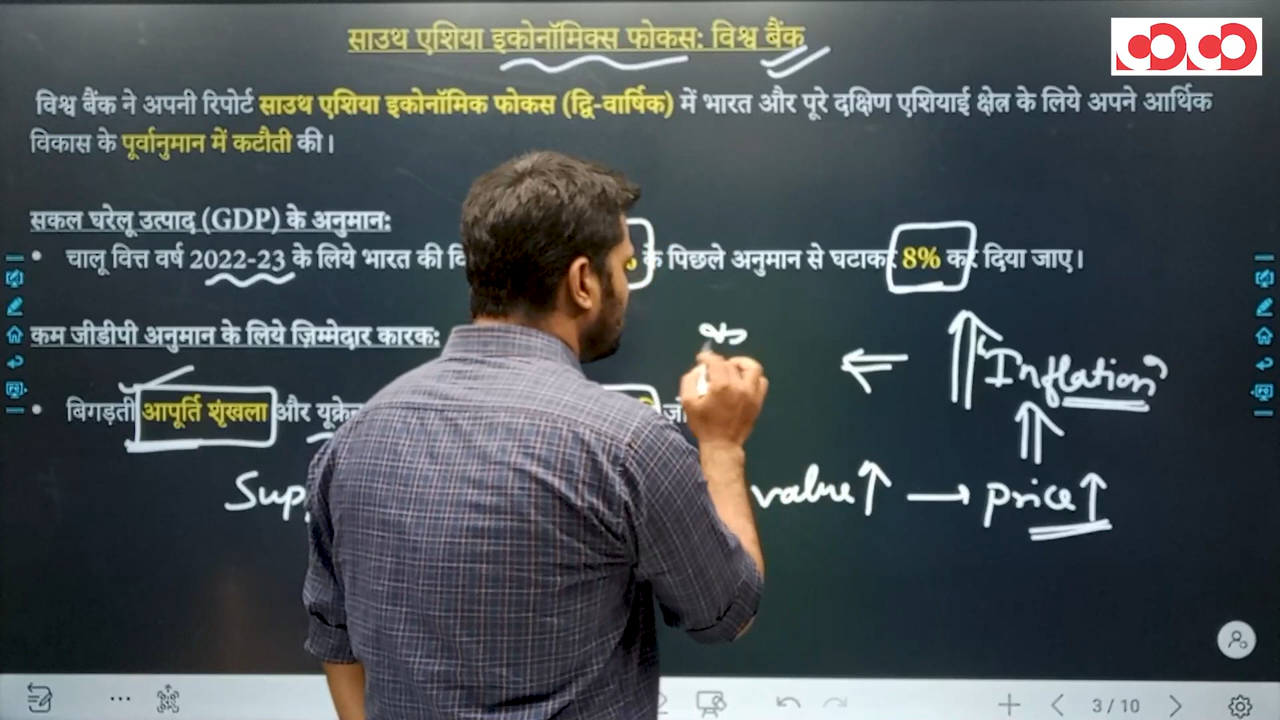 साउथ एशिया इकोनॉमिक्स फोकस: विश्व बैंक
विश्व बैंक ने अपनी रिपोर्ट साउथ एशिया इकोनॉमिक फोकस (द्वि-वार्षिक) में भारत और पूरे दक्षिण एशियाई क्षेत्र के लिये अपने आर्थिक
विकास के पूर्वानुमान में कटौती की।
सकल घरेलू उत्पाद (GDP) के अनुमान:
• चालू वित्त वर्ष 2022-23 के लिये भारत की के पिछले अनुमान से घटाकर 8% कर दिया जाए।
कम जीडीपी अनुमान के लिये ज़िम्मेदार कारक:
"Inflation"
• बिगड़ती आपूर्ति शृंखला और
value↑ → price↑
3/10